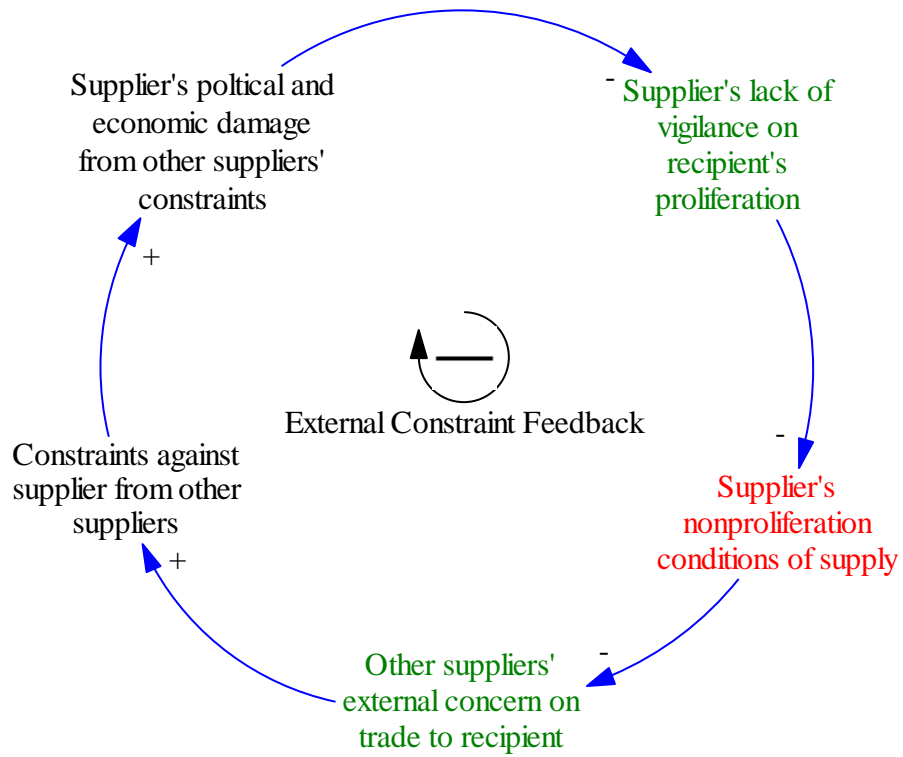 Supplier's poltical and
economic damage
from other suppliers'
constraints
-
Supplier's lack of
vigilance on
recipient's
proliferation
+
External Constraint Feedback
-
Constraints against
supplier from other
suppliers
Supplier's
nonproliferation
conditions of supply
+
-
Other suppliers'
external concern on
trade to recipient